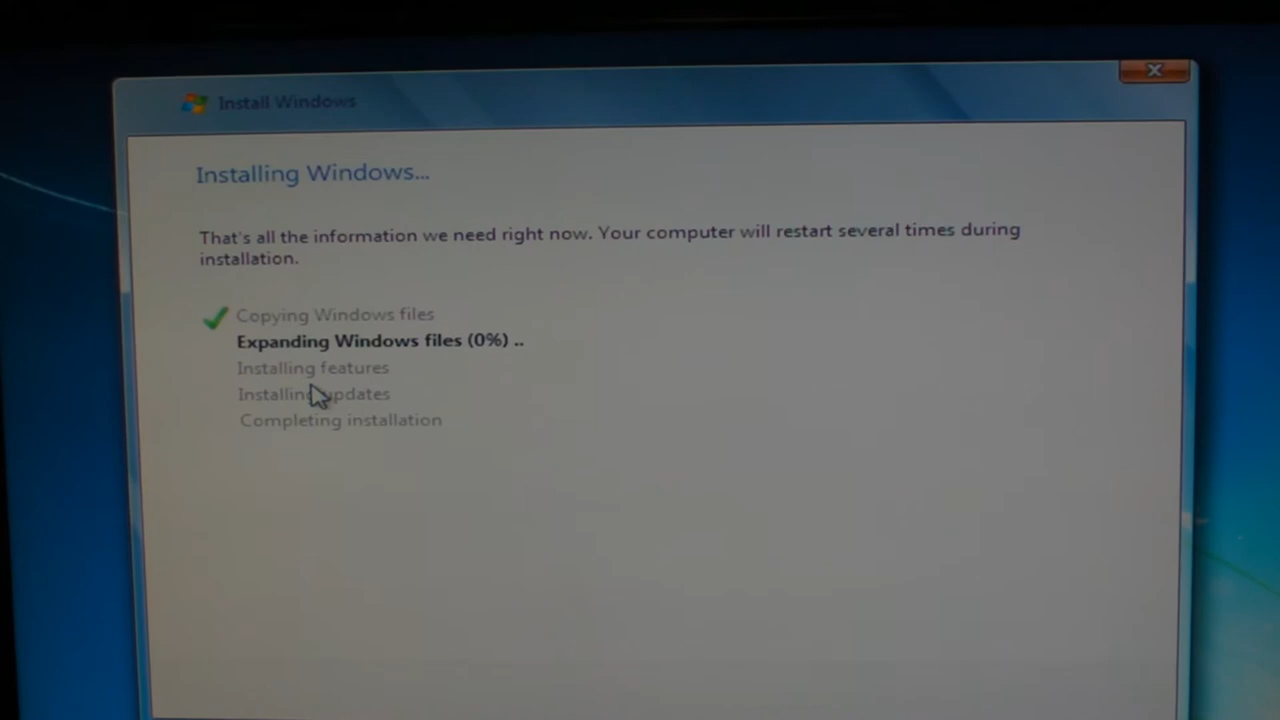 Install Windows
Installing Windows...
That's all the information we need right now. Your computer will restart several times during
installation.
Copying Windows files
Expanding Windows files (0%) ..
Installing features
Installing updates
Completing installation